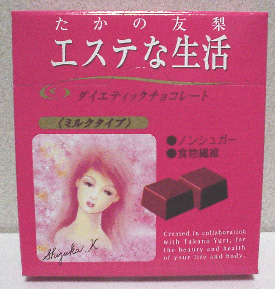 たかの友梨
エステな生活
ダイエティックチョコレート
〈ミルクタイプ〉
●ノンシュガー
●食物繊維
Shizuka X
Created in collaboration
with Takano Yuri, for
the beauty and health
of your life and body.